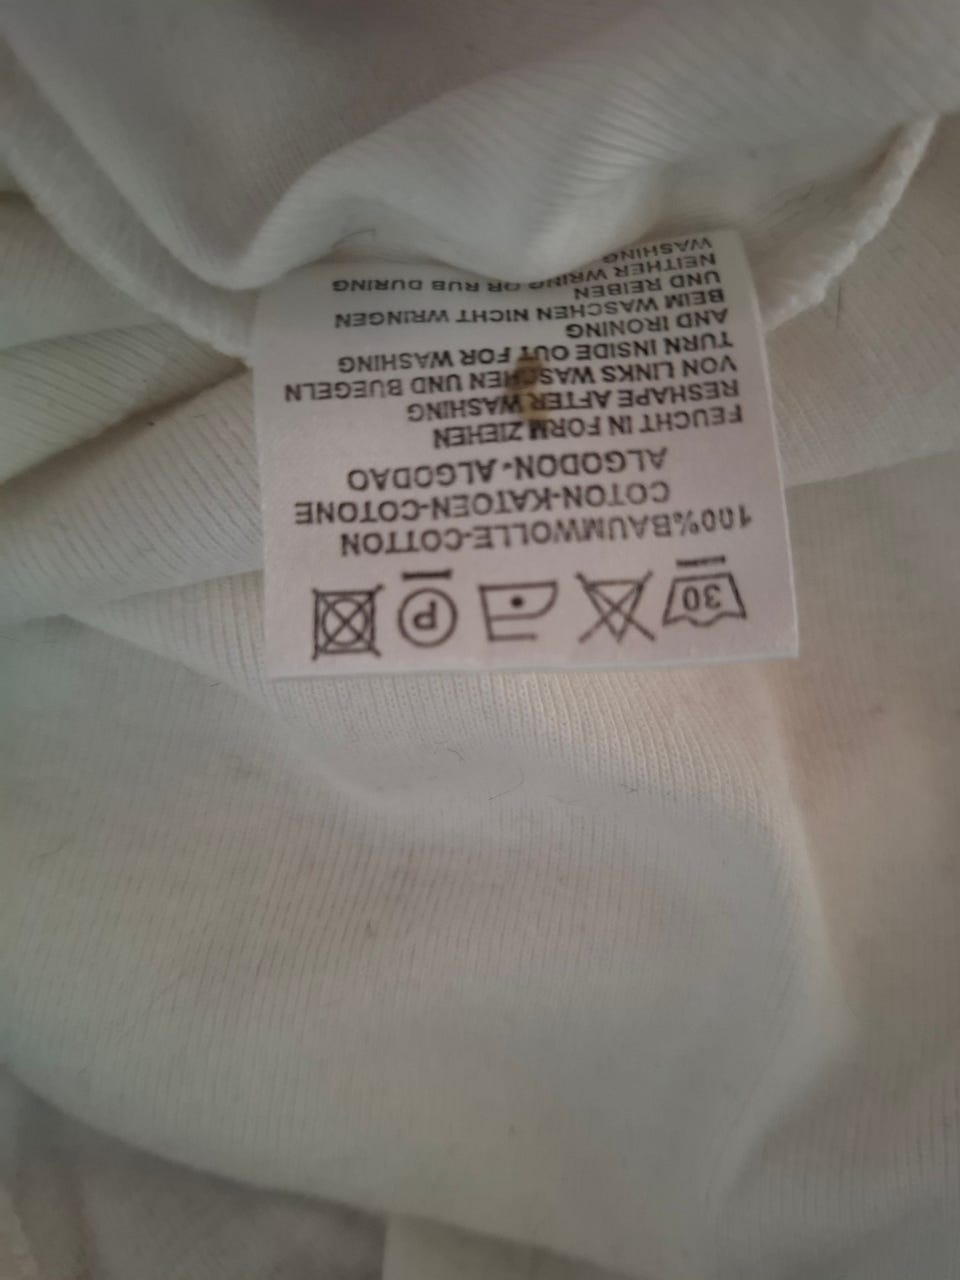 30 P
100%BAUMWOLLE-COTTON
COTON-KATOEN-COTONE
ALGODON-ALGODAO
FEUCHT IN FORM ZIEHEN
RESHAPE AFTER WASHING
VON LINKS WASCHEN UND BUEGELN
TURN INSIDE OUT FOR WASHING
AND IRONING
BEIM WASCHEN NICHT WRINGEN
UND REIBEN
NEITHER WRING OR RUB DURING
WASHING